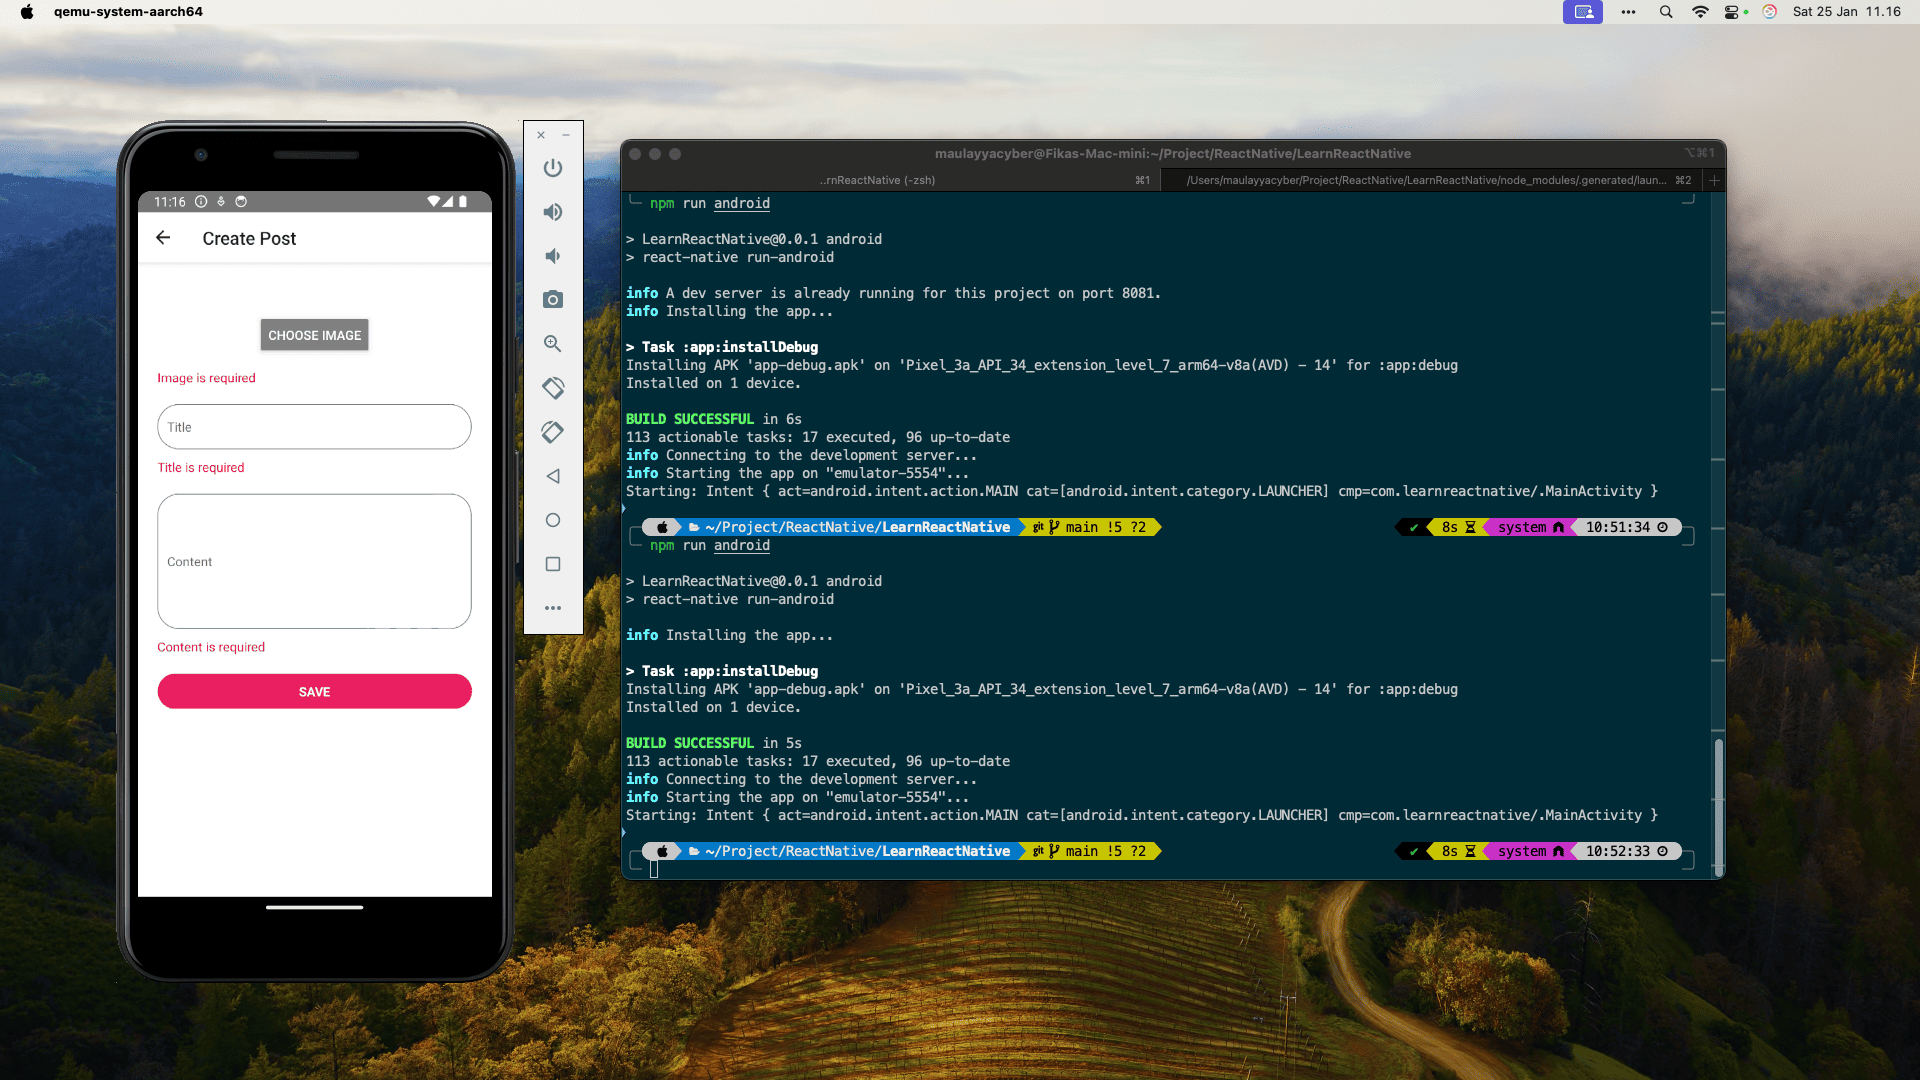 qemu-system-aarch64
Sat 25 Jan 11.16
11:16
Create Post
CHOOSE IMAGE
Image is required
Title
Title is required
Content
Content is required
SAVE
maulayyacyber@Fikas-Mac-mini:~/Project/ReactNative/LearnReactNative
⌥⌘1
..rnReactNative (-zsh)
⌘1
/Users/maulayyacyber/Project/ReactNative/LearnReactNative/node_modules/.generated/laun...
⌘2
npm run android
> LearnReactNative@0.0.1 android
> react-native run-android
info A dev server is already running for this project on port 8081.
info Installing the app...
> Task :app:installDebug
Installing APK 'app-debug.apk' on 'Pixel_3a_API_34_extension_level_7_arm64-v8a(AVD) - 14' for :app:debug
Installed on 1 device.
BUILD SUCCESSFUL in 6s
113 actionable tasks: 17 executed, 96 up-to-date
info Connecting to the development server...
info Starting the app on "emulator-5554"...
Starting: Intent { act=android.intent.action.MAIN cat=[android.intent.category.LAUNCHER] cmp=com.learnreactnative/.MainActivity }
~/Project/ReactNative/LearnReactNative git main !5 ?2 ✔ 8s system 10:51:34
npm run android
> LearnReactNative@0.0.1 android
> react-native run-android
info Installing the app...
> Task :app:installDebug
Installing APK 'app-debug.apk' on 'Pixel_3a_API_34_extension_level_7_arm64-v8a(AVD) - 14' for :app:debug
Installed on 1 device.
BUILD SUCCESSFUL in 5s
113 actionable tasks: 17 executed, 96 up-to-date
info Connecting to the development server...
info Starting the app on "emulator-5554"...
Starting: Intent { act=android.intent.action.MAIN cat=[android.intent.category.LAUNCHER] cmp=com.learnreactnative/.MainActivity }
~/Project/ReactNative/LearnReactNative git main !5 ?2 ✔ 8s system 10:52:33